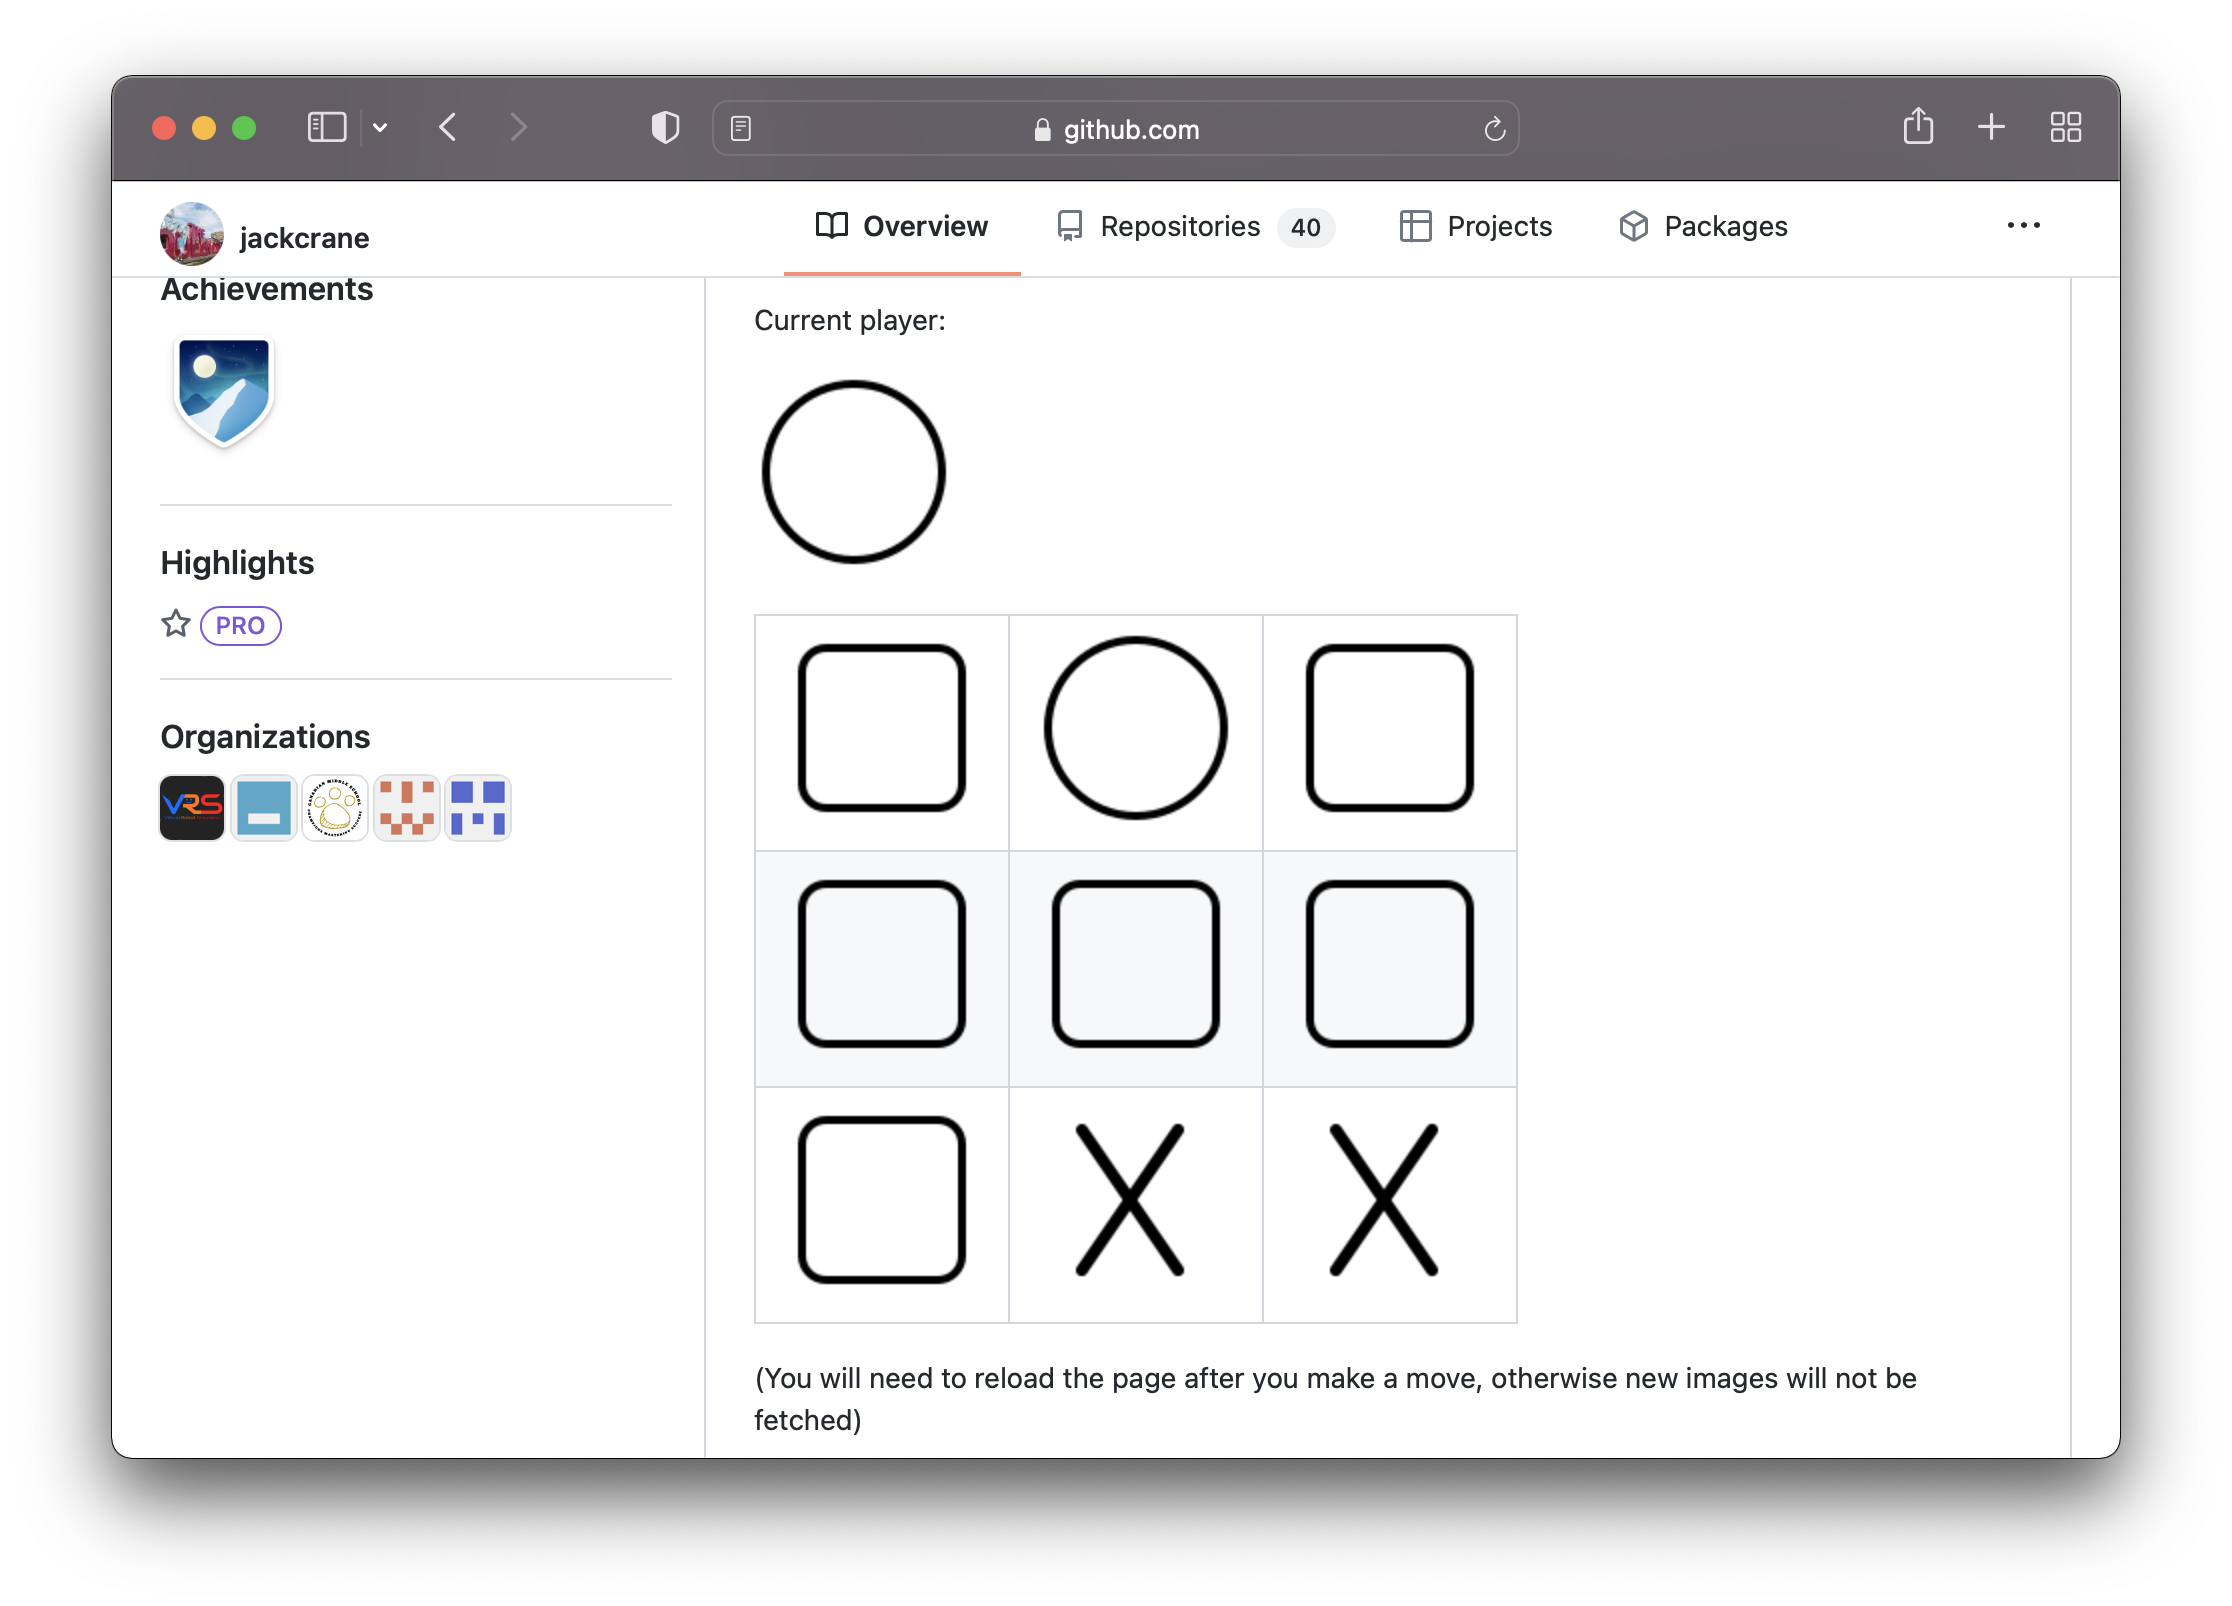 github.com
jackcrane
Overview
Repositories 40
Projects
Packages
Achievements
Highlights
PRO
Organizations
VRS
Current player:
(You will need to reload the page after you make a move, otherwise new images will not be
fetched)